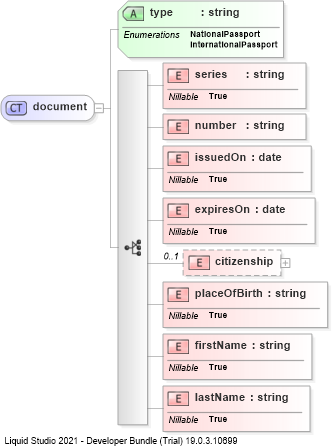 A type : string
Enumerations NationalPassport
InternationalPassport
CT document
E series : string
Nillable True
E number : string
E issuedOn : date
Nillable True
E expiresOn : date
Nillable True
0..1
E citizenship
E placeOfBirth : string
Nillable True
E firstName : string
Nillable True
E lastName : string
Nillable True
Liquid Studio 2021 - Developer Bundle (Trial) 19.0.3.10699